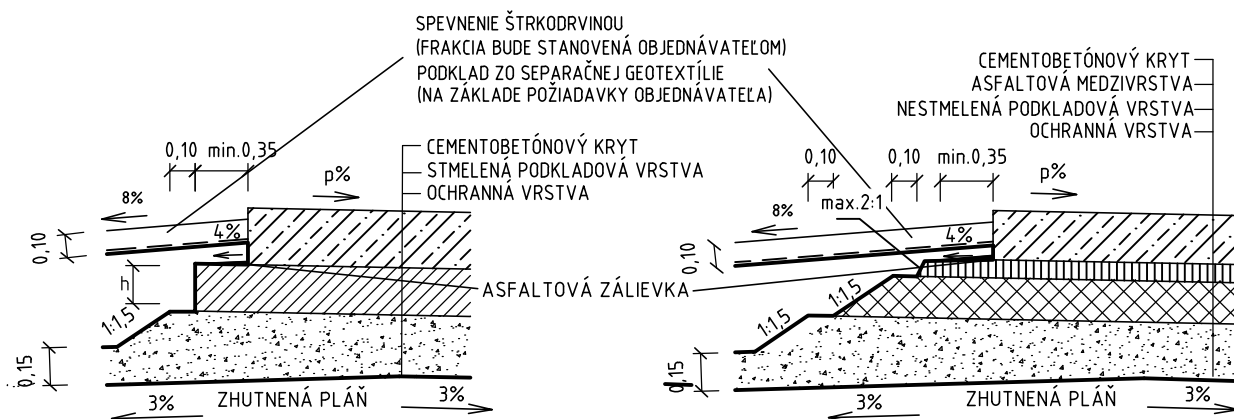 SPEVNENIE ŠTRKODRVINOU
(FRAKCIA BUDE STANOVENÁ OBJEDNÁVATEĽOM)
PODKLAD ZO SEPARAČNEJ GEOTEXTÍLIE
(NA ZÁKLADE POŽIADAVKY OBJEDNÁVATEĽA)
CEMENTOBETÓNOVÝ KRYT
ASFALTOVÁ MEDZIVRSTVA
NESTMELENÁ PODKLADOVÁ VRSTVA
OCHRANNÁ VRSTVA
0,10 min.0,35
CEMENTOBETÓNOVÝ KRYT
STMELENÁ PODKLADOVÁ VRSTVA
OCHRANNÁ VRSTVA
p%
8%
4%
0,10
h
1:1,5
0,15
3%
ZHUTNENÁ PLÁŇ
3%
ASFALTOVÁ ZÁLIEVKA
0,10 0,10 min.0,35
p%
max.2:1
8%
4%
0,10
1:1,5
1:1,5
0,15
3%
ZHUTNENÁ PLÁŇ
3%